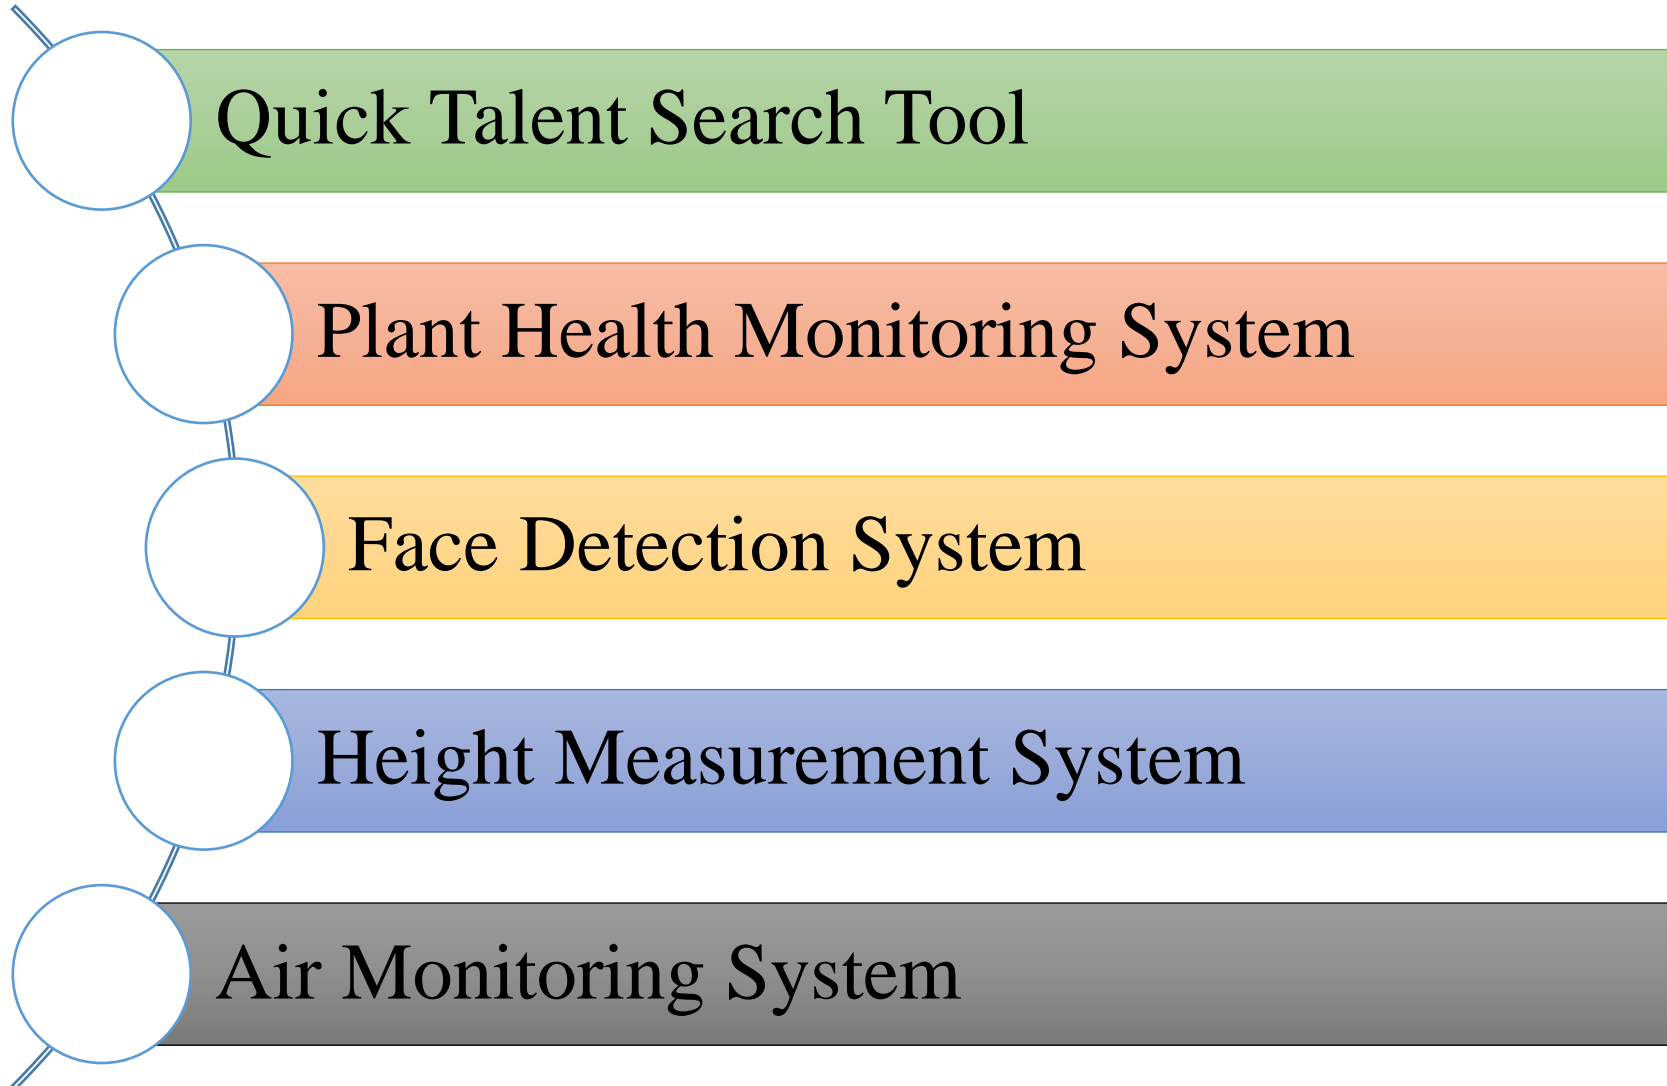 Quick Talent Search Tool
Plant Health Monitoring System
Face Detection System
Height Measurement System
Air Monitoring System